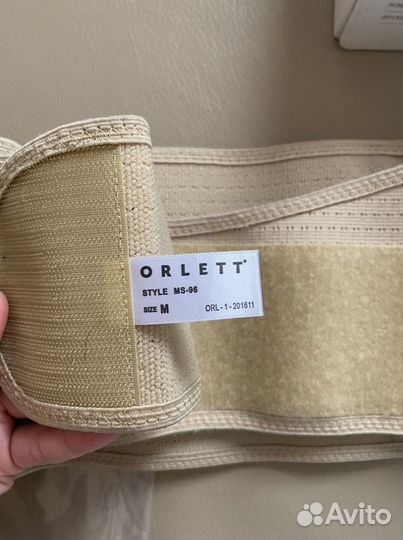 ORLETT®
STYLE MS-96
SIZE M ORL-1-201611
Avito